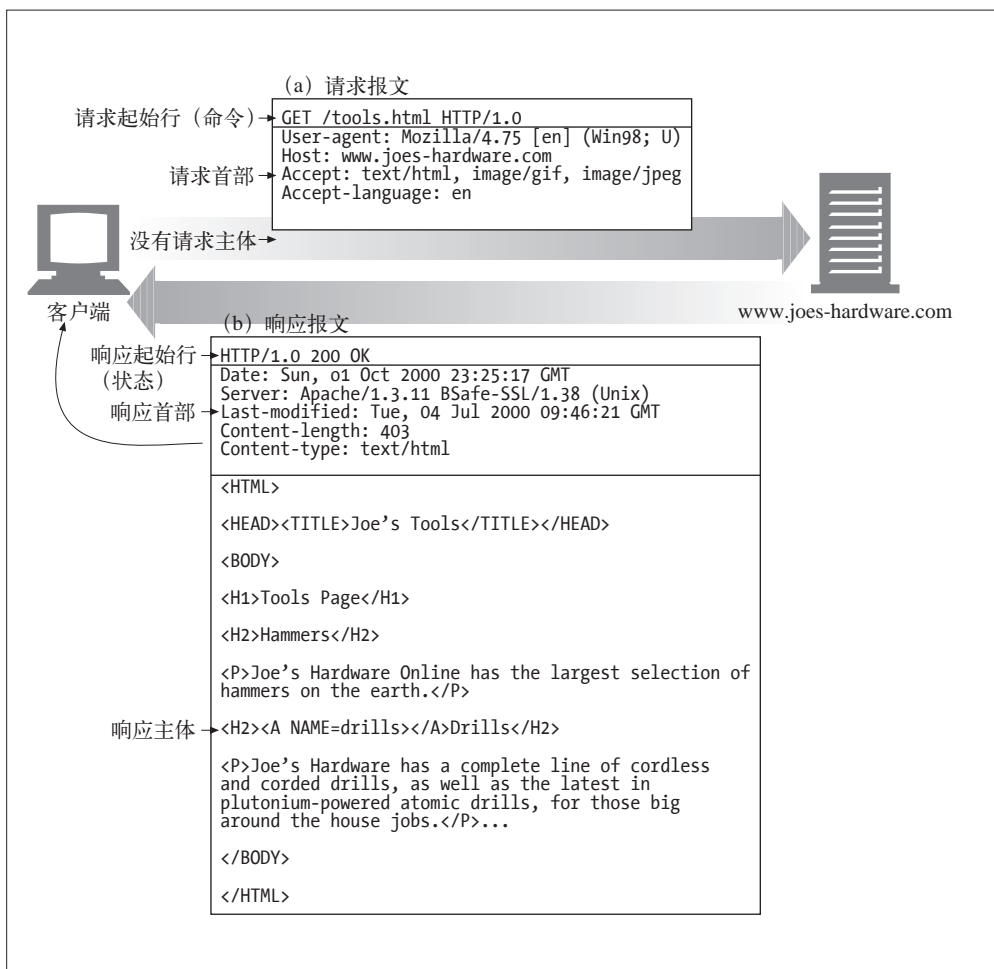 (a) 请求报文
请求起始行（命令）
GET /tools.html HTTP/1.0
User-agent: Mozilla/4.75 [en] (Win98; U)
Host: www.joes-hardware.com
请求首部
Accept: text/html, image/gif, image/jpeg
Accept-language: en
没有请求主体
客户端
www.joes-hardware.com
(b) 响应报文
响应起始行
（状态）
HTTP/1.0 200 OK
Date: Sun, 01 Oct 2000 23:25:17 GMT
Server: Apache/1.3.11 BSafe-SSL/1.38 (Unix)
响应首部
Last-modified: Tue, 04 Jul 2000 09:46:21 GMT
Content-length: 403
Content-type: text/html
<HTML>
<HEAD><TITLE>Joe’s Tools</TITLE></HEAD>
<BODY>
<H1>Tools Page</H1>
<H2>Hammers</H2>
<P>Joe’s Hardware Online has the largest selection of
hammers on the earth.</P>
响应主体
<H2><A NAME=drills></A>Drills</H2>
<P>Joe’s Hardware has a complete line of cordless
and corded drills, as well as the latest in
plutonium-powered atomic drills, for those big
around the house jobs.</P>...
</BODY>
</HTML>